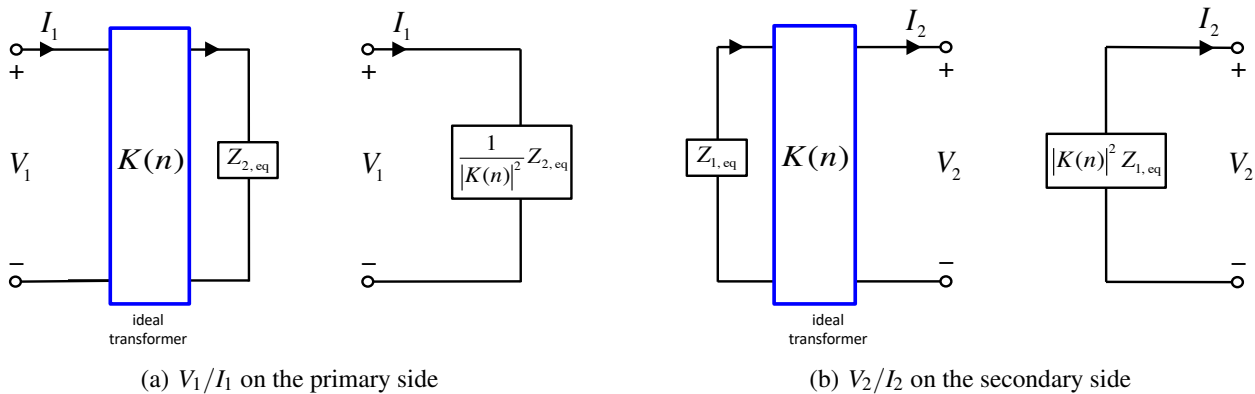 I₁ I₁ I₂ I₂
+ + + +
V₁ K(n) Z₂, eq V₁ 1/|K(n)|² Z₂, eq Z₁, eq K(n) V₂ |K(n)|² Z₁, eq V₂
− − − −
ideal
transformer
ideal
transformer
(a) V₁/I₁ on the primary side
(b) V₂/I₂ on the secondary side